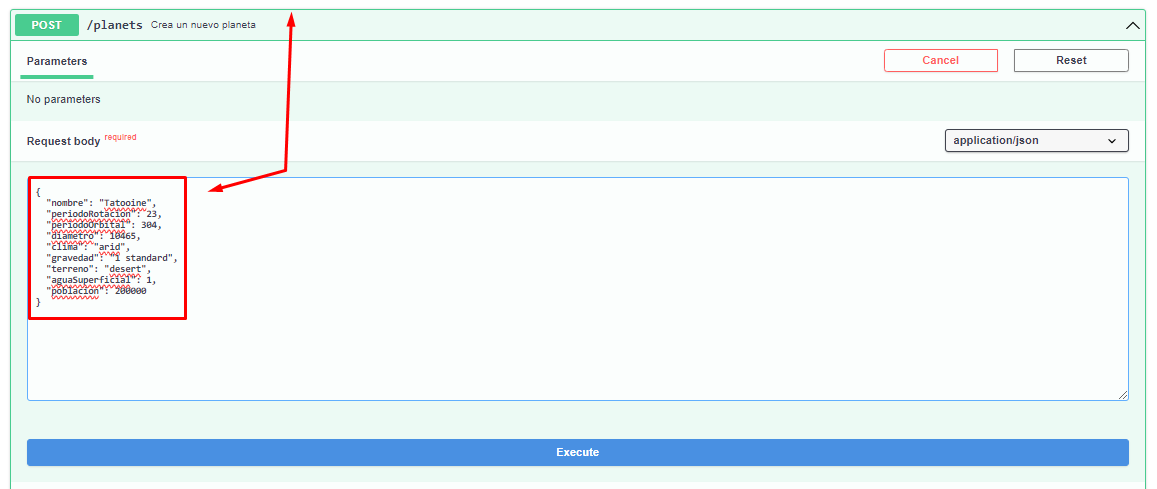 POST /planets Crea un nuevo planeta
Parameters Cancel Reset
No parameters
Request body required application/json
{
"nombre": "Tatooine",
"periodoRotacion": 23,
"periodoOrbital": 304,
"diametro": 10465,
"clima": "arid",
"gravedad": "1 standard",
"terreno": "desert",
"aguaSuperficial": 1,
"poblacion": 200000
}
Execute